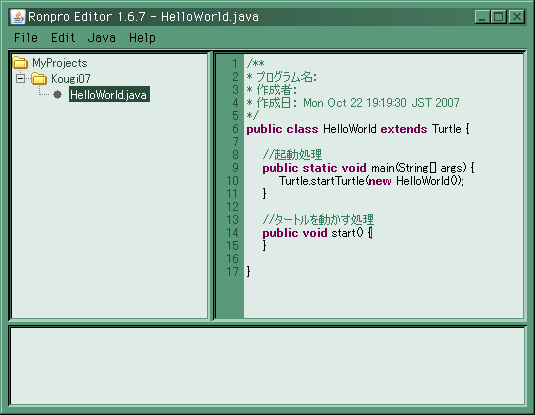 Ronpro Editor 1.6.7 - HelloWorld.java
File Edit Java Help
MyProjects
Kougi07
HelloWorld.java
1 /**
2 * プログラム名:
3 * 作成者:
4 * 作成日: Mon Oct 22 19:19:30 JST 2007
5 */
6 public class HelloWorld extends Turtle {
7
8 //起動処理
9 public static void main(String[] args) {
10 Turtle.startTurtle(new HelloWorld());
11 }
12
13 //タートルを動かす処理
14 public void start() {
15 }
16
17 }